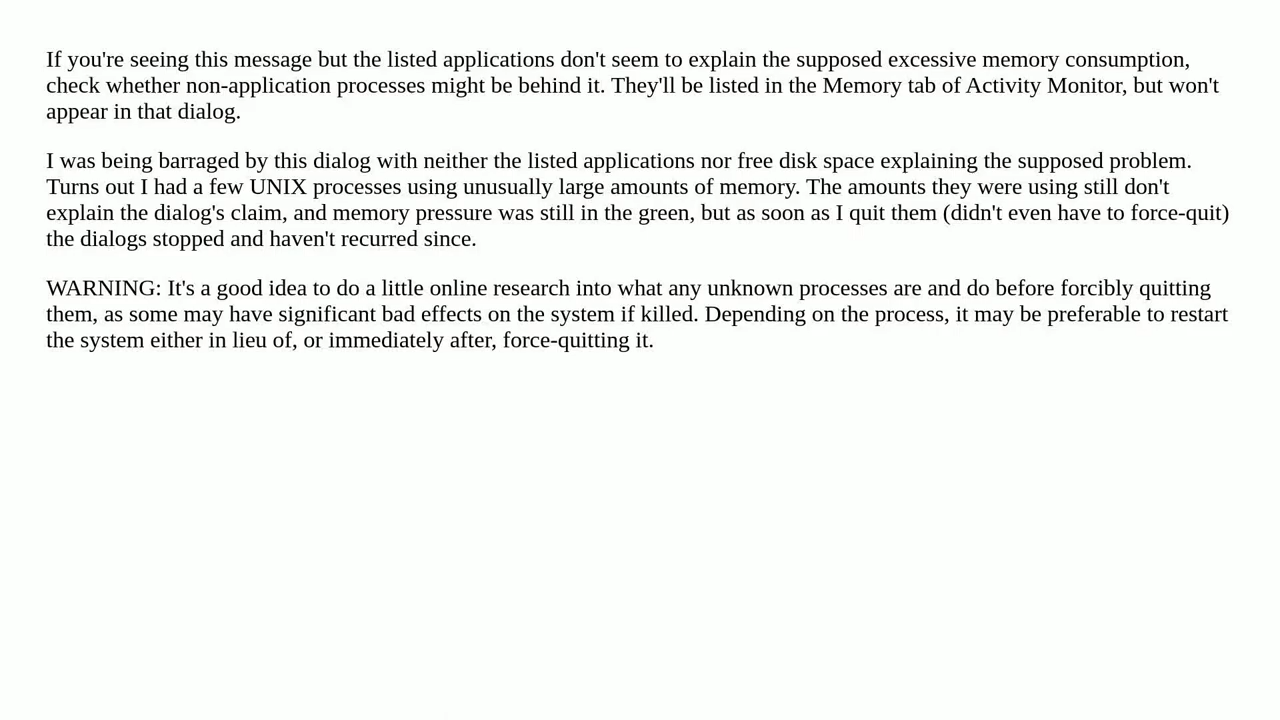 If you're seeing this message but the listed applications don't seem to explain the supposed excessive memory consumption,
check whether non-application processes might be behind it. They'll be listed in the Memory tab of Activity Monitor, but won't
appear in that dialog.
I was being barraged by this dialog with neither the listed applications nor free disk space explaining the supposed problem.
Turns out I had a few UNIX processes using unusually large amounts of memory. The amounts they were using still don't
explain the dialog's claim, and memory pressure was still in the green, but as soon as I quit them (didn't even have to force-quit)
the dialogs stopped and haven't recurred since.
WARNING: It's a good idea to do a little online research into what any unknown processes are and do before forcibly quitting
them, as some may have significant bad effects on the system if killed. Depending on the process, it may be preferable to restart
the system either in lieu of, or immediately after, force-quitting it.